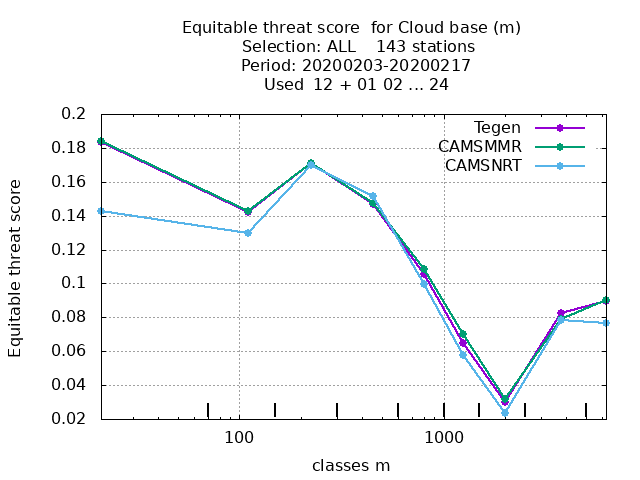 Equitable threat score  for Cloud base (m)
Selection: ALL    143 stations
Period: 20200203-20200217
Used  12 + 01 02 ... 24
Tegen
CAMSMMR
CAMSNRT
Equitable threat score
0.2
0.18
0.16
0.14
0.12
0.1
0.08
0.06
0.04
0.02
100
1000
classes m